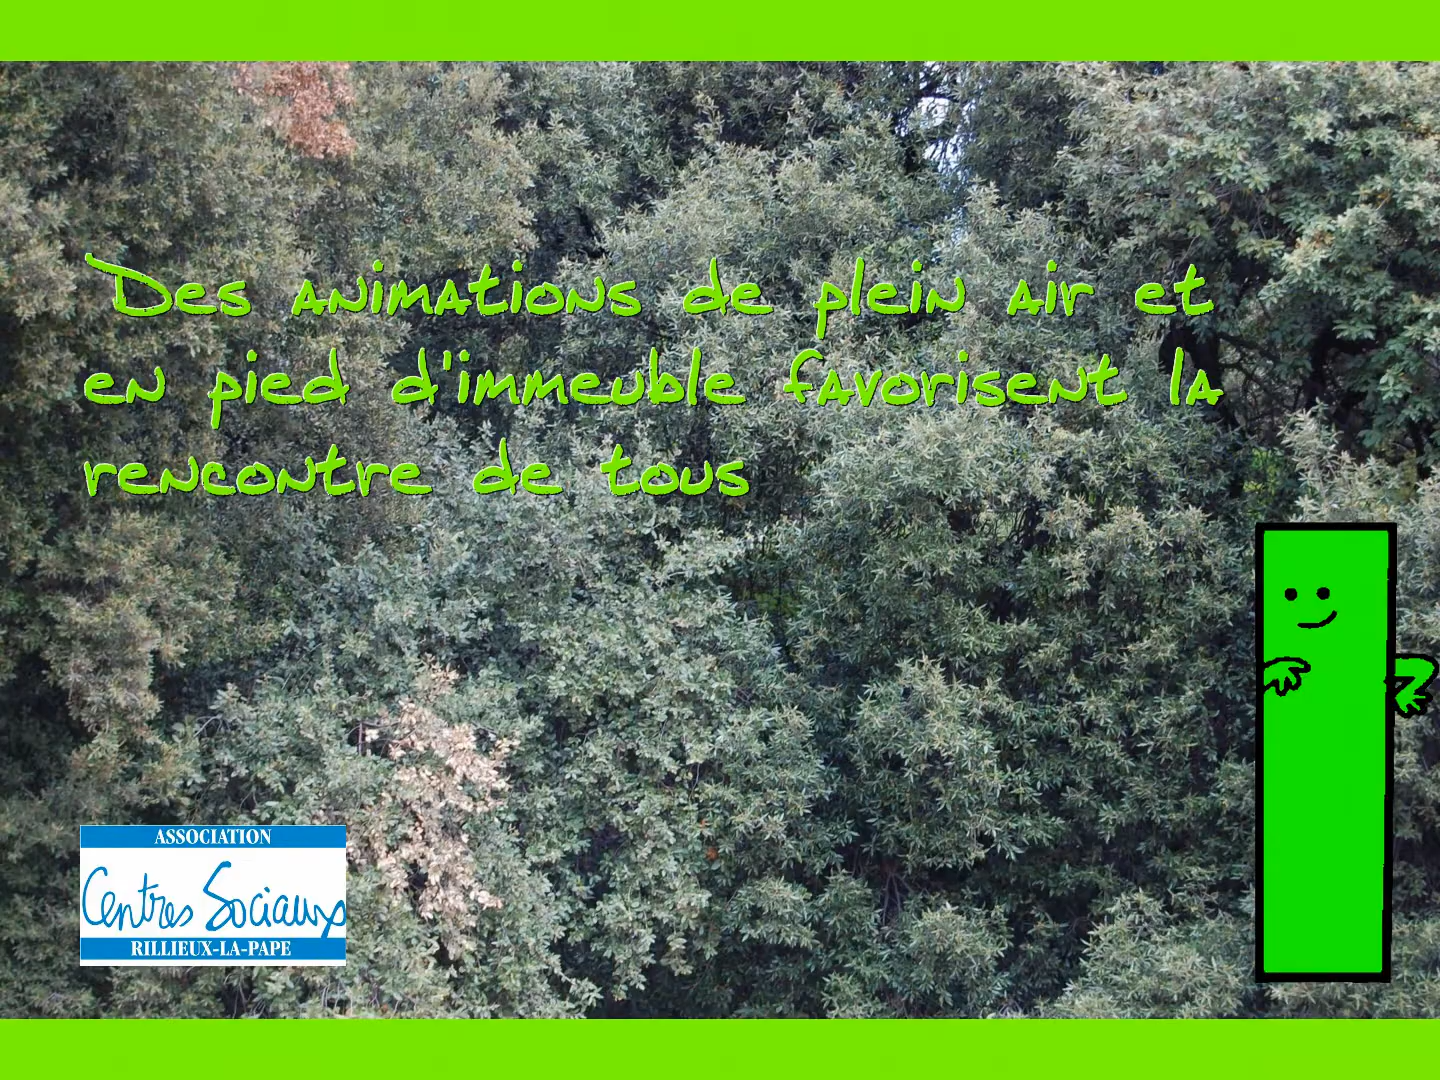 Des animations de plein air et
en pied d'immeuble favorisent la
rencontre de tous
ASSOCIATION
Centres Sociaux
RILLIEUX-LA-PAPE